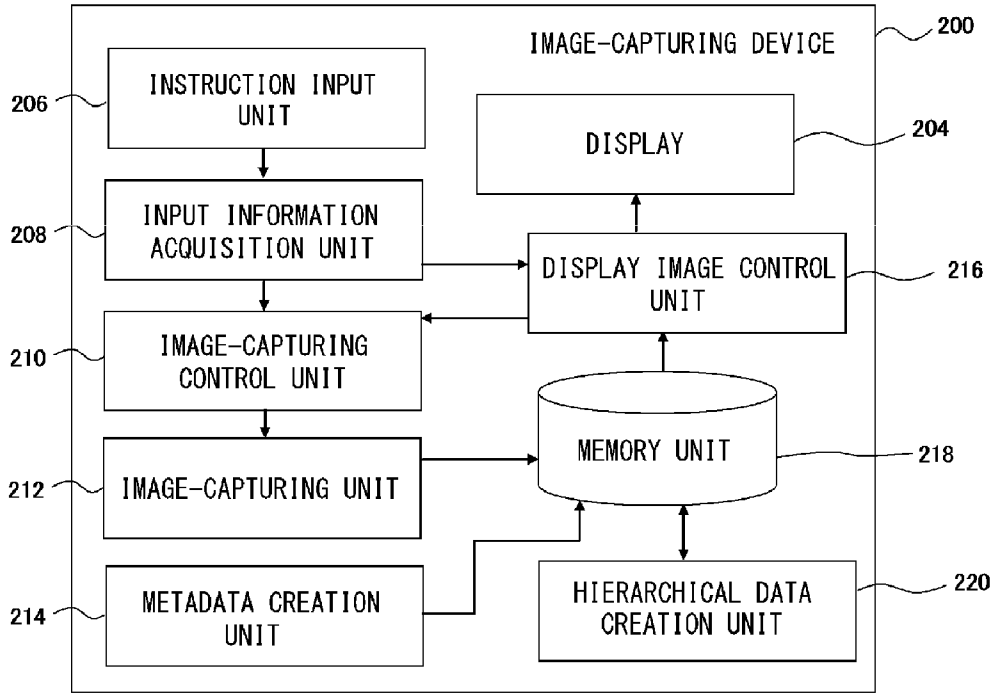 200
IMAGE-CAPTURING DEVICE
206
INSTRUCTION INPUT
UNIT
204
DISPLAY
208
INPUT INFORMATION
ACQUISITION UNIT
216
DISPLAY IMAGE CONTROL
UNIT
210
IMAGE-CAPTURING
CONTROL UNIT
212
IMAGE-CAPTURING UNIT
MEMORY UNIT
218
214
METADATA CREATION
UNIT
HIERARCHICAL DATA
CREATION UNIT
220